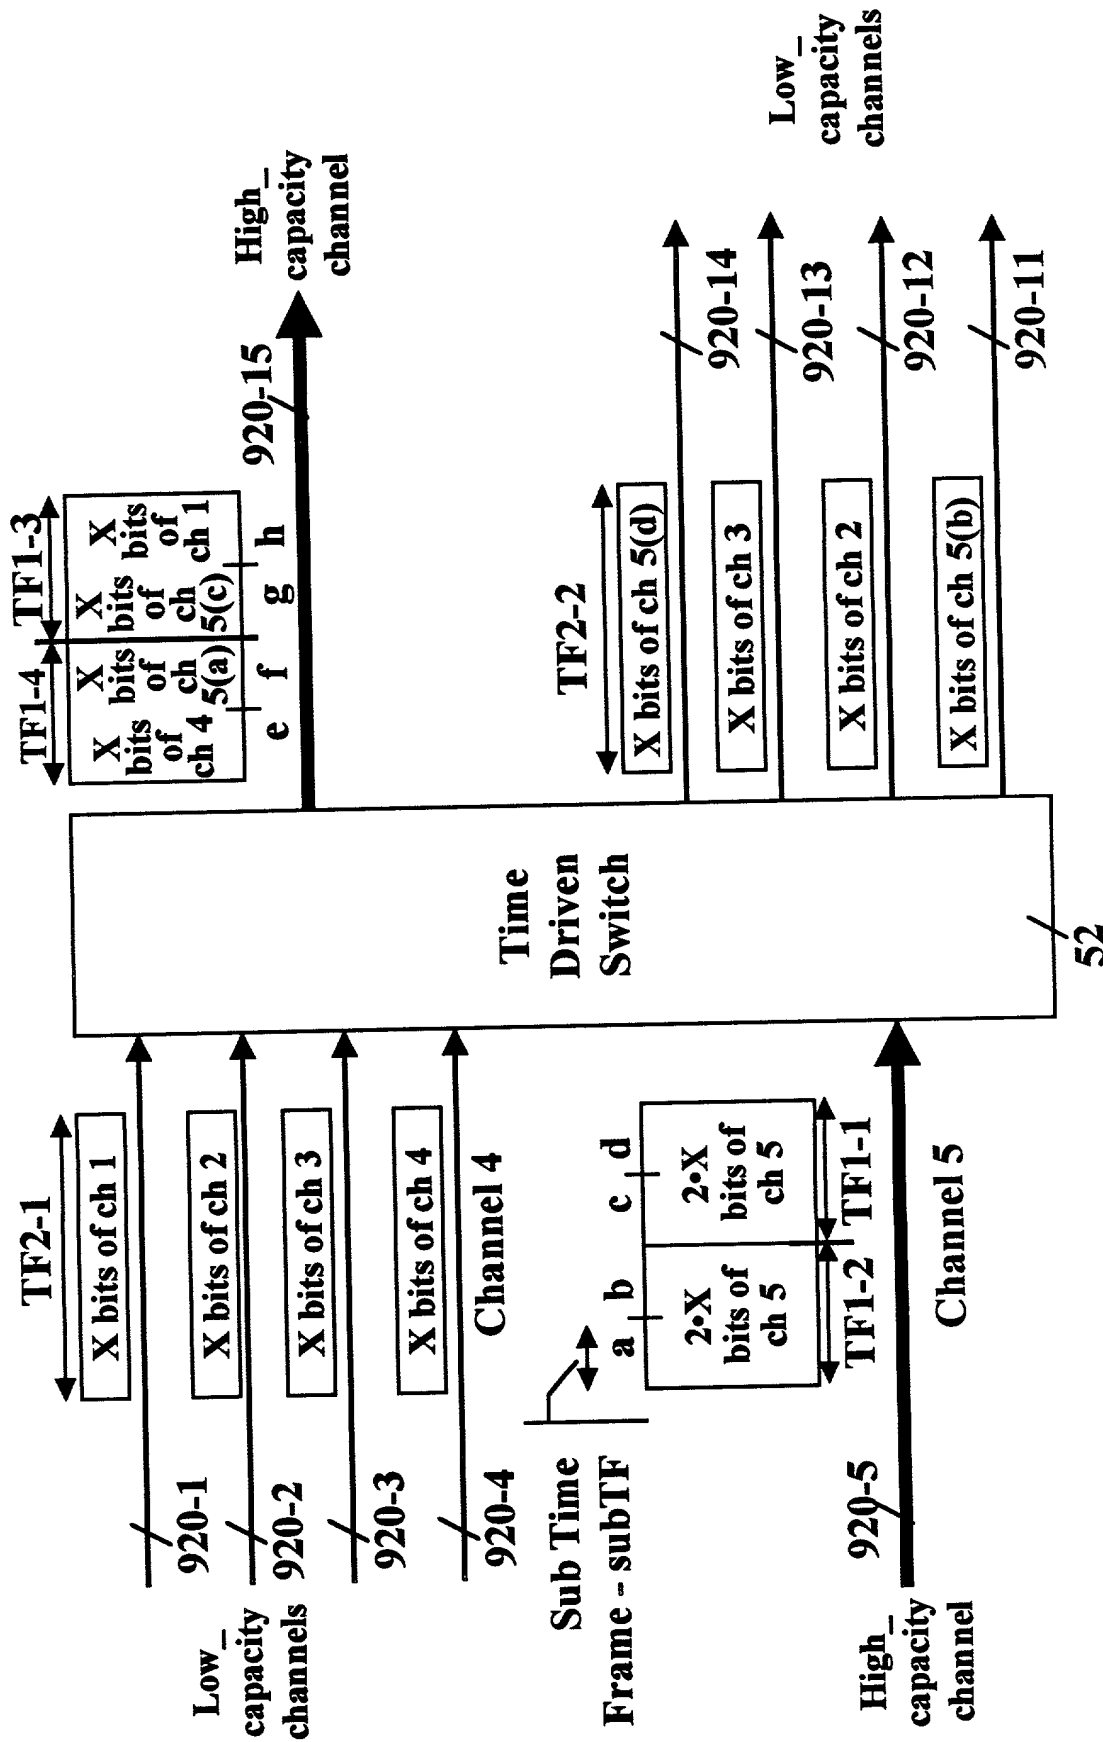 TF2-1
X bits of ch 1
920-1
X bits of ch 2
920-2
X bits of ch 3
920-3
X bits of ch 4
920-4
Channel 4
Low_
capacity
channels
Sub Time
Frame - subTF
a
b
c
d
2•X
bits of
ch 5
2•X
bits of
ch 5
TF1-2
TF1-1
920-5
Channel 5
High_
capacity
channel
Time
Driven
Switch
52
TF1-4
TF1-3
X
bits
of
ch 4
X
bits
of
ch
5(a)
X
bits
of
ch
5(c)
X
bits
of
ch 1
e
f
g
h
920-15
High_
capacity
channel
TF2-2
X bits of ch 5(d)
920-14
X bits of ch 3
920-13
X bits of ch 2
920-12
X bits of ch 5(b)
920-11
Low_
capacity
channels